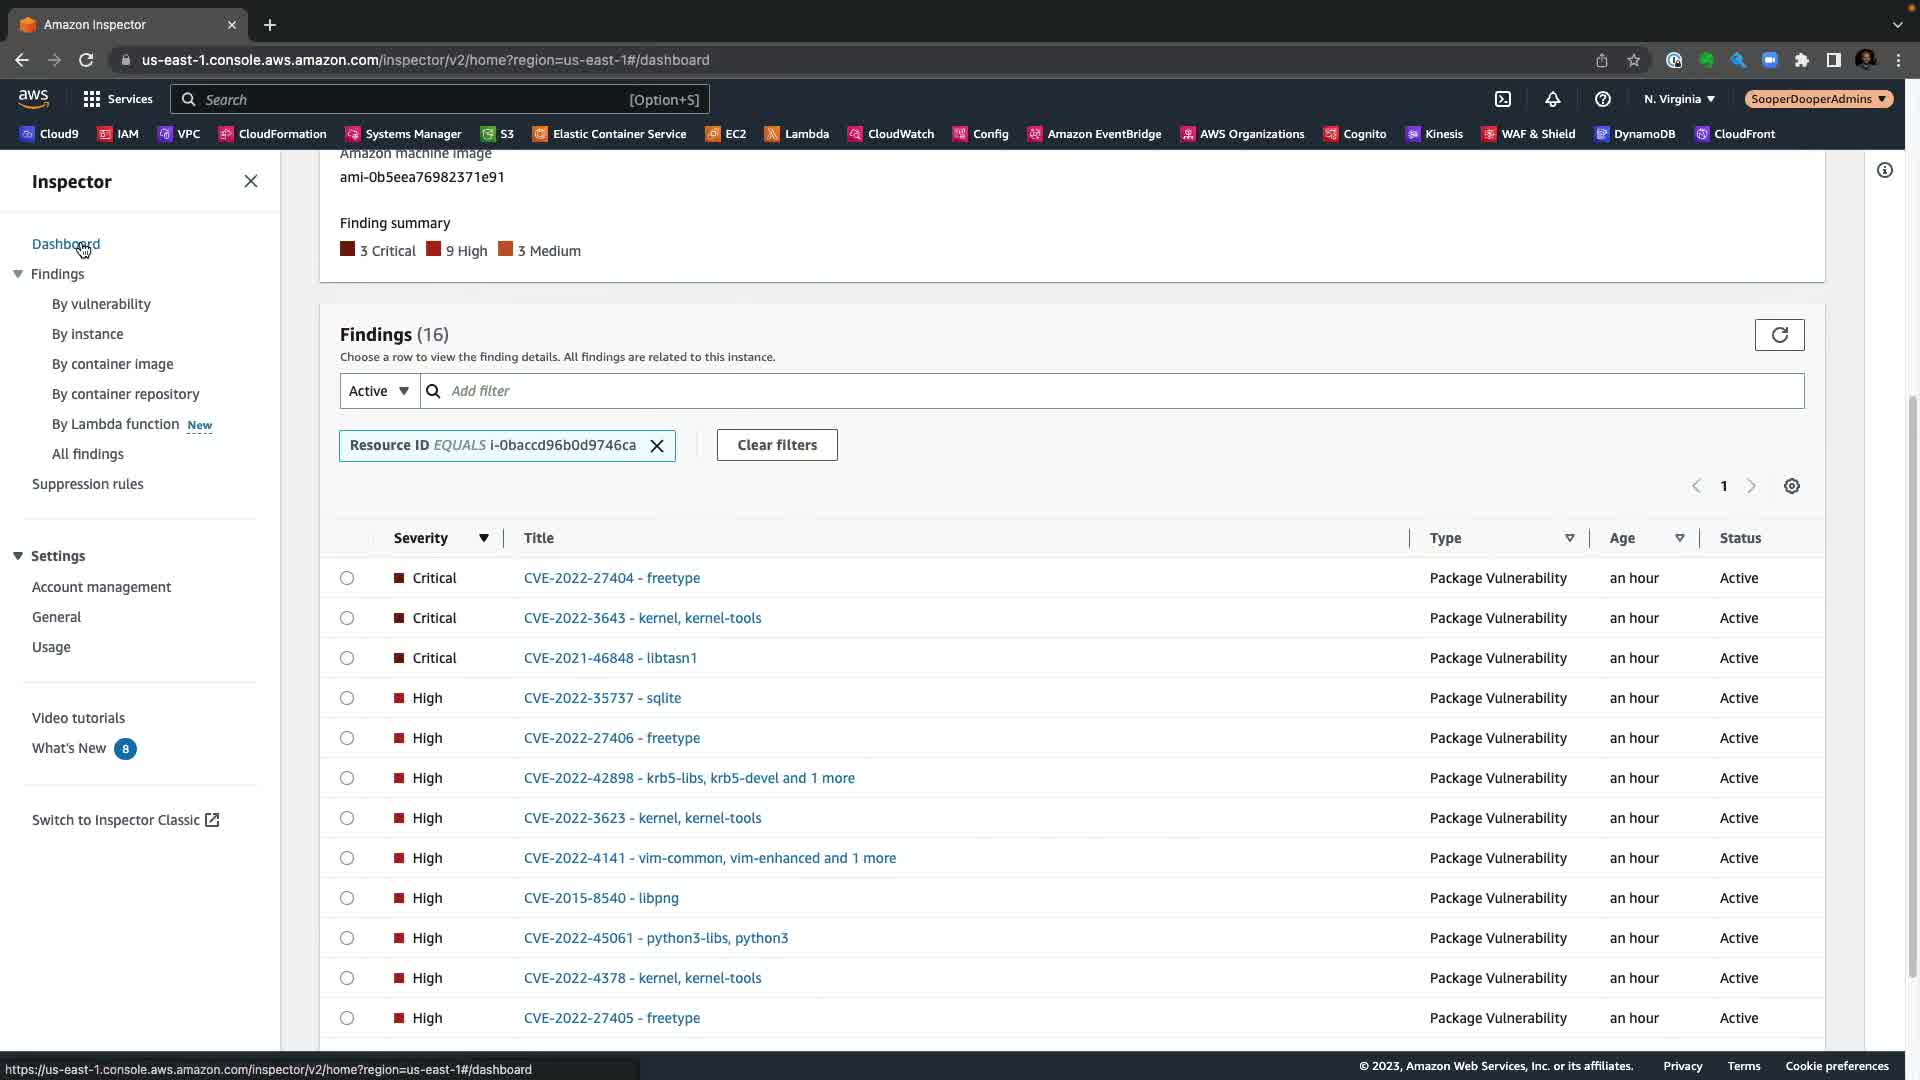 Amazon Inspector
us-east-1.console.aws.amazon.com/inspector/v2/home?region=us-east-1#/dashboard
aws Services Search [Option+S] N. Virginia SooperDooperAdmins
Cloud9 IAM VPC CloudFormation Systems Manager S3 Elastic Container Service EC2 Lambda CloudWatch Config Amazon EventBridge AWS Organizations Cognito Kinesis WAF & Shield DynamoDB CloudFront
Inspector
Dashboard
Findings
By vulnerability
By instance
By container image
By container repository
By Lambda function New
All findings
Suppression rules
Settings
Account management
General
Usage
Video tutorials
What's New 8
Switch to Inspector Classic
Amazon machine image
ami-0b5eea76982371e91
Finding summary
3 Critical 9 High 3 Medium
Findings (16)
Choose a row to view the finding details. All findings are related to this instance.
Active Add filter
Resource ID EQUALS i-0baccd96b0d9746ca Clear filters
1
Severity Title Type Age Status
Critical CVE-2022-27404 - freetype Package Vulnerability an hour Active
Critical CVE-2022-3643 - kernel, kernel-tools Package Vulnerability an hour Active
Critical CVE-2021-46848 - libtasn1 Package Vulnerability an hour Active
High CVE-2022-35737 - sqlite Package Vulnerability an hour Active
High CVE-2022-27406 - freetype Package Vulnerability an hour Active
High CVE-2022-42898 - krb5-libs, krb5-devel and 1 more Package Vulnerability an hour Active
High CVE-2022-3623 - kernel, kernel-tools Package Vulnerability an hour Active
High CVE-2022-4141 - vim-common, vim-enhanced and 1 more Package Vulnerability an hour Active
High CVE-2015-8540 - libpng Package Vulnerability an hour Active
High CVE-2022-45061 - python3-libs, python3 Package Vulnerability an hour Active
High CVE-2022-4378 - kernel, kernel-tools Package Vulnerability an hour Active
High CVE-2022-27405 - freetype Package Vulnerability an hour Active
https://us-east-1.console.aws.amazon.com/inspector/v2/home?region=us-east-1#/dashboard
© 2023, Amazon Web Services, Inc. or its affiliates. Privacy Terms Cookie preferences